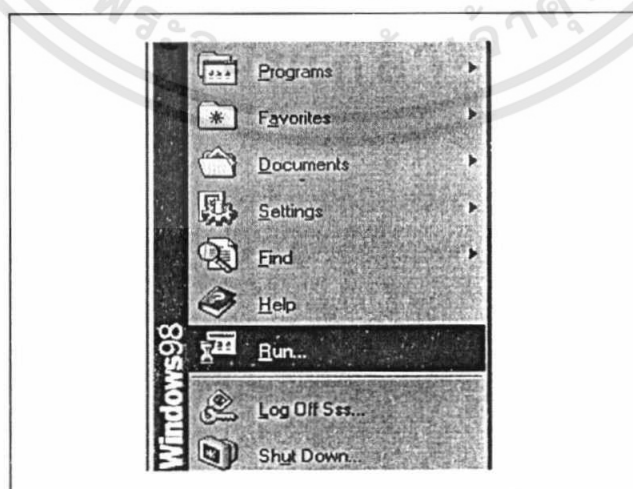 Programs
Favorites
Documents
Settings
Find
Help
Run...
Log Off Sss...
Shut Down...
Windows98